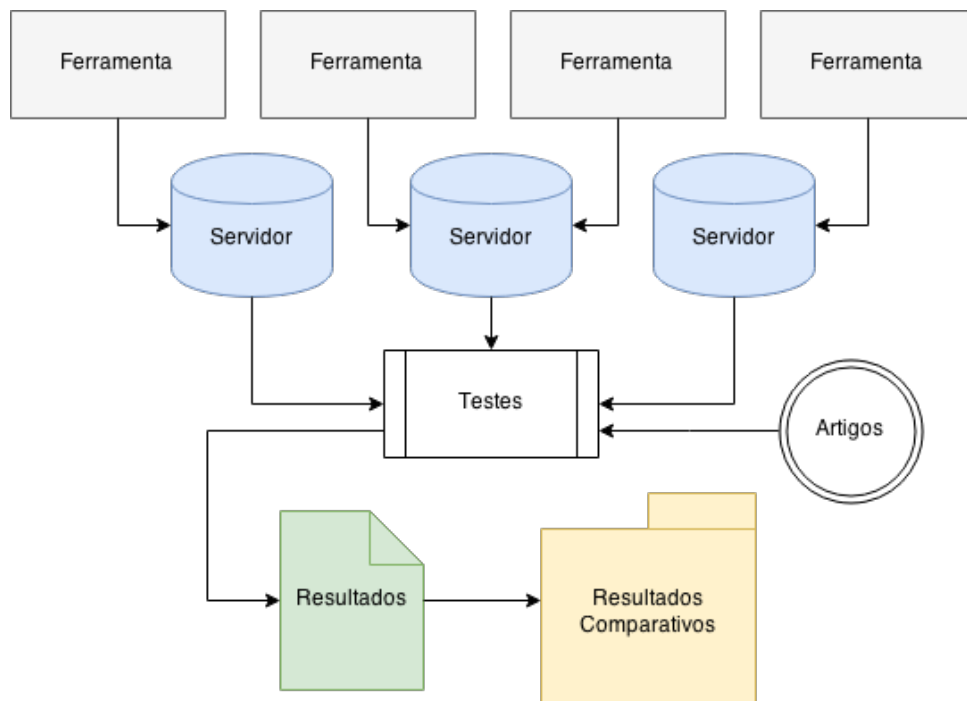 Ferramenta
Ferramenta
Ferramenta
Ferramenta
Servidor
Servidor
Servidor
Testes
Artigos
Resultados
Resultados
Comparativos